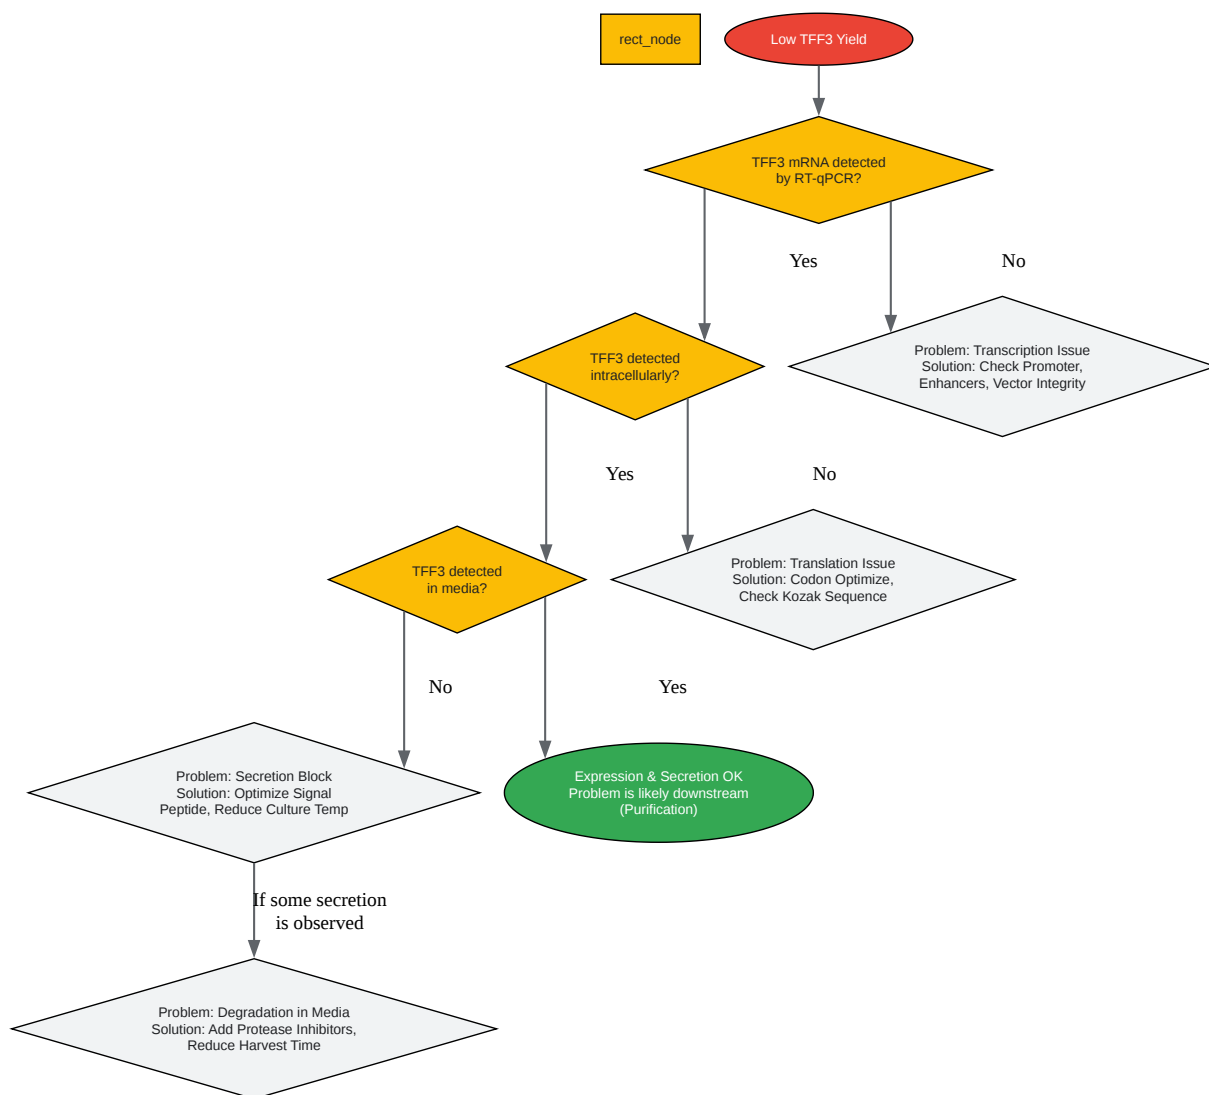 rect_node
Low TFF3 Yield
TFF3 mRNA detected
by RT-qPCR?
Yes
No
TFF3 detected
intracellularly?
Problem: Transcription Issue
Solution: Check Promoter,
Enhancers, Vector Integrity
Yes
No
TFF3 detected
in media?
Problem: Translation Issue
Solution: Codon Optimize,
Check Kozak Sequence
No
Yes
Problem: Secretion Block
Solution: Optimize Signal
Peptide, Reduce Culture Temp
Expression & Secretion OK
Problem is likely downstream
(Purification)
If some secretion
is observed
Problem: Degradation in Media
Solution: Add Protease Inhibitors,
Reduce Harvest Time